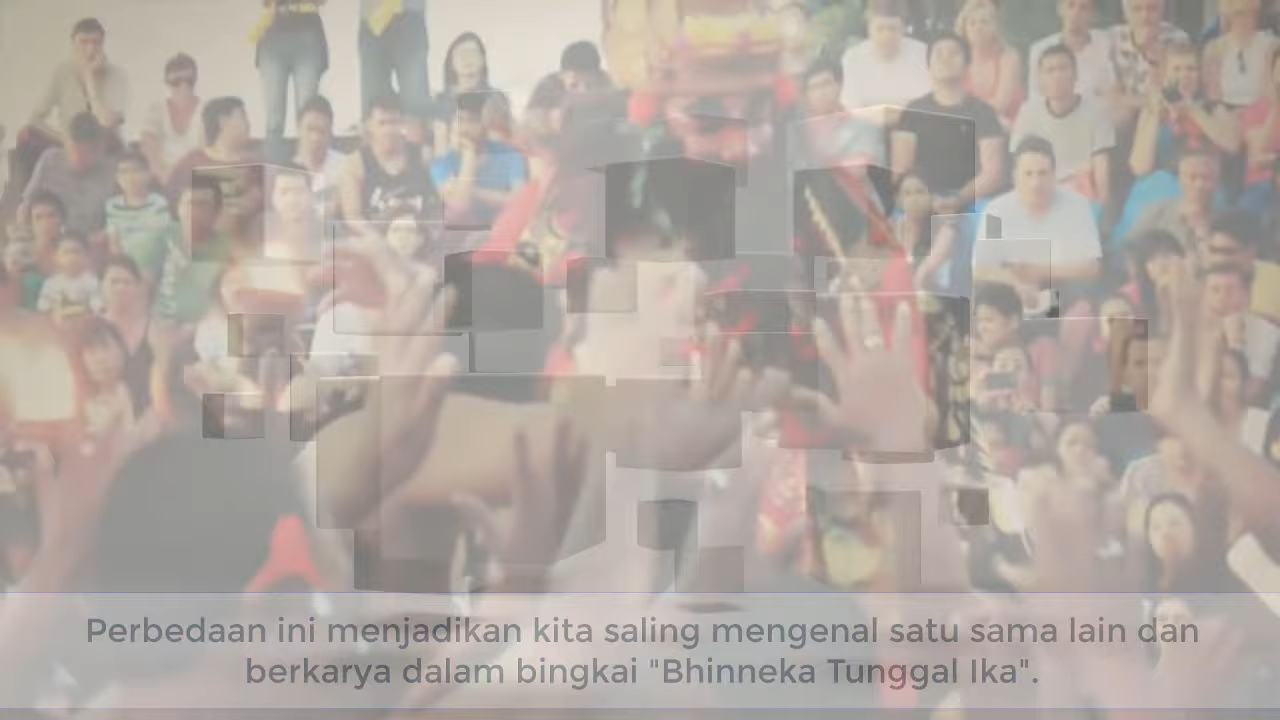 Perbedaan ini menjadikan kita saling mengenal satu sama lain dan
berkarya dalam bingkai "Bhinneka Tunggal Ika".